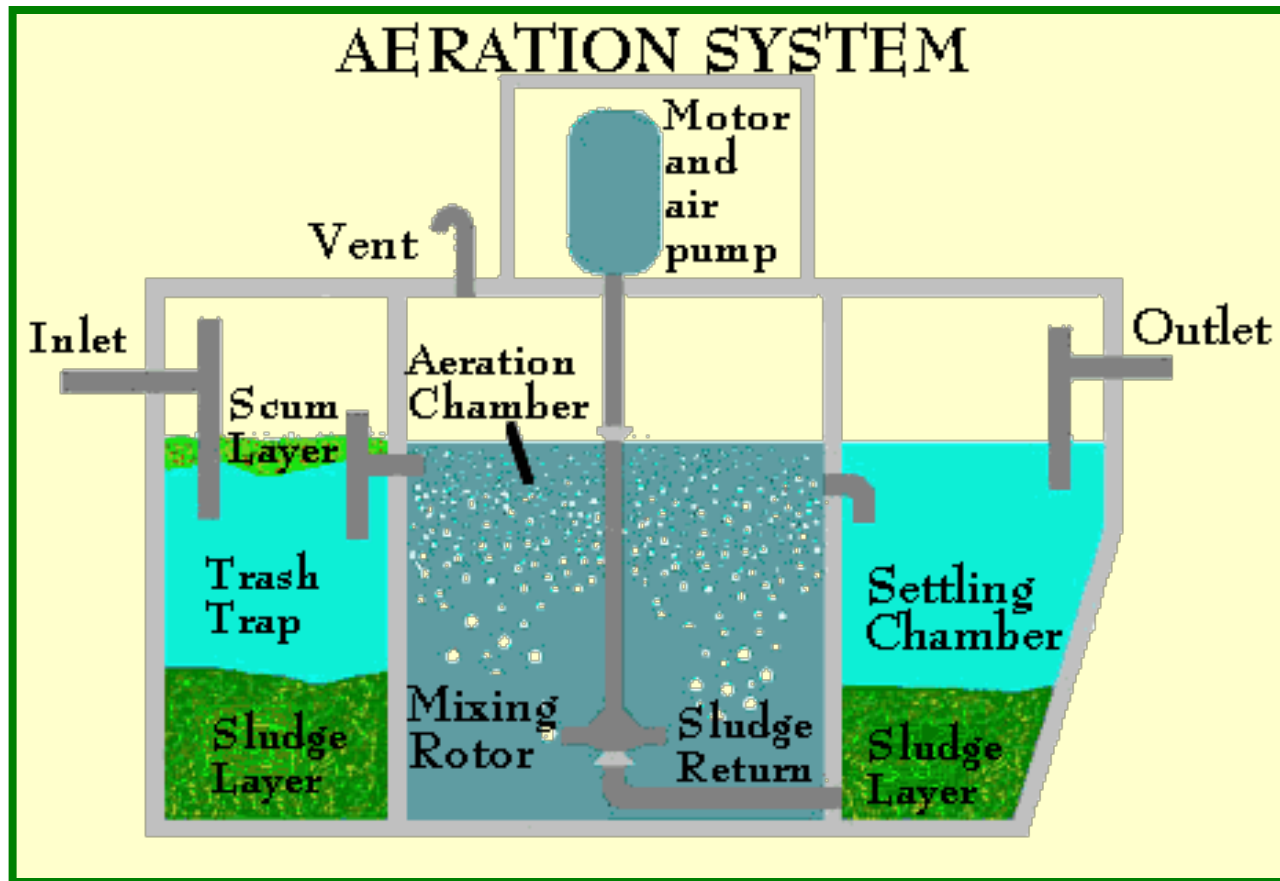 AERATION SYSTEM
Motor
and
air
pump
Vent
Inlet
Outlet
Aeration
Chamber
Scum
Layer
Trash
Trap
Settling
Chamber
Mixing
Rotor
Sludge
Return
Sludge
Layer
Sludge
Layer